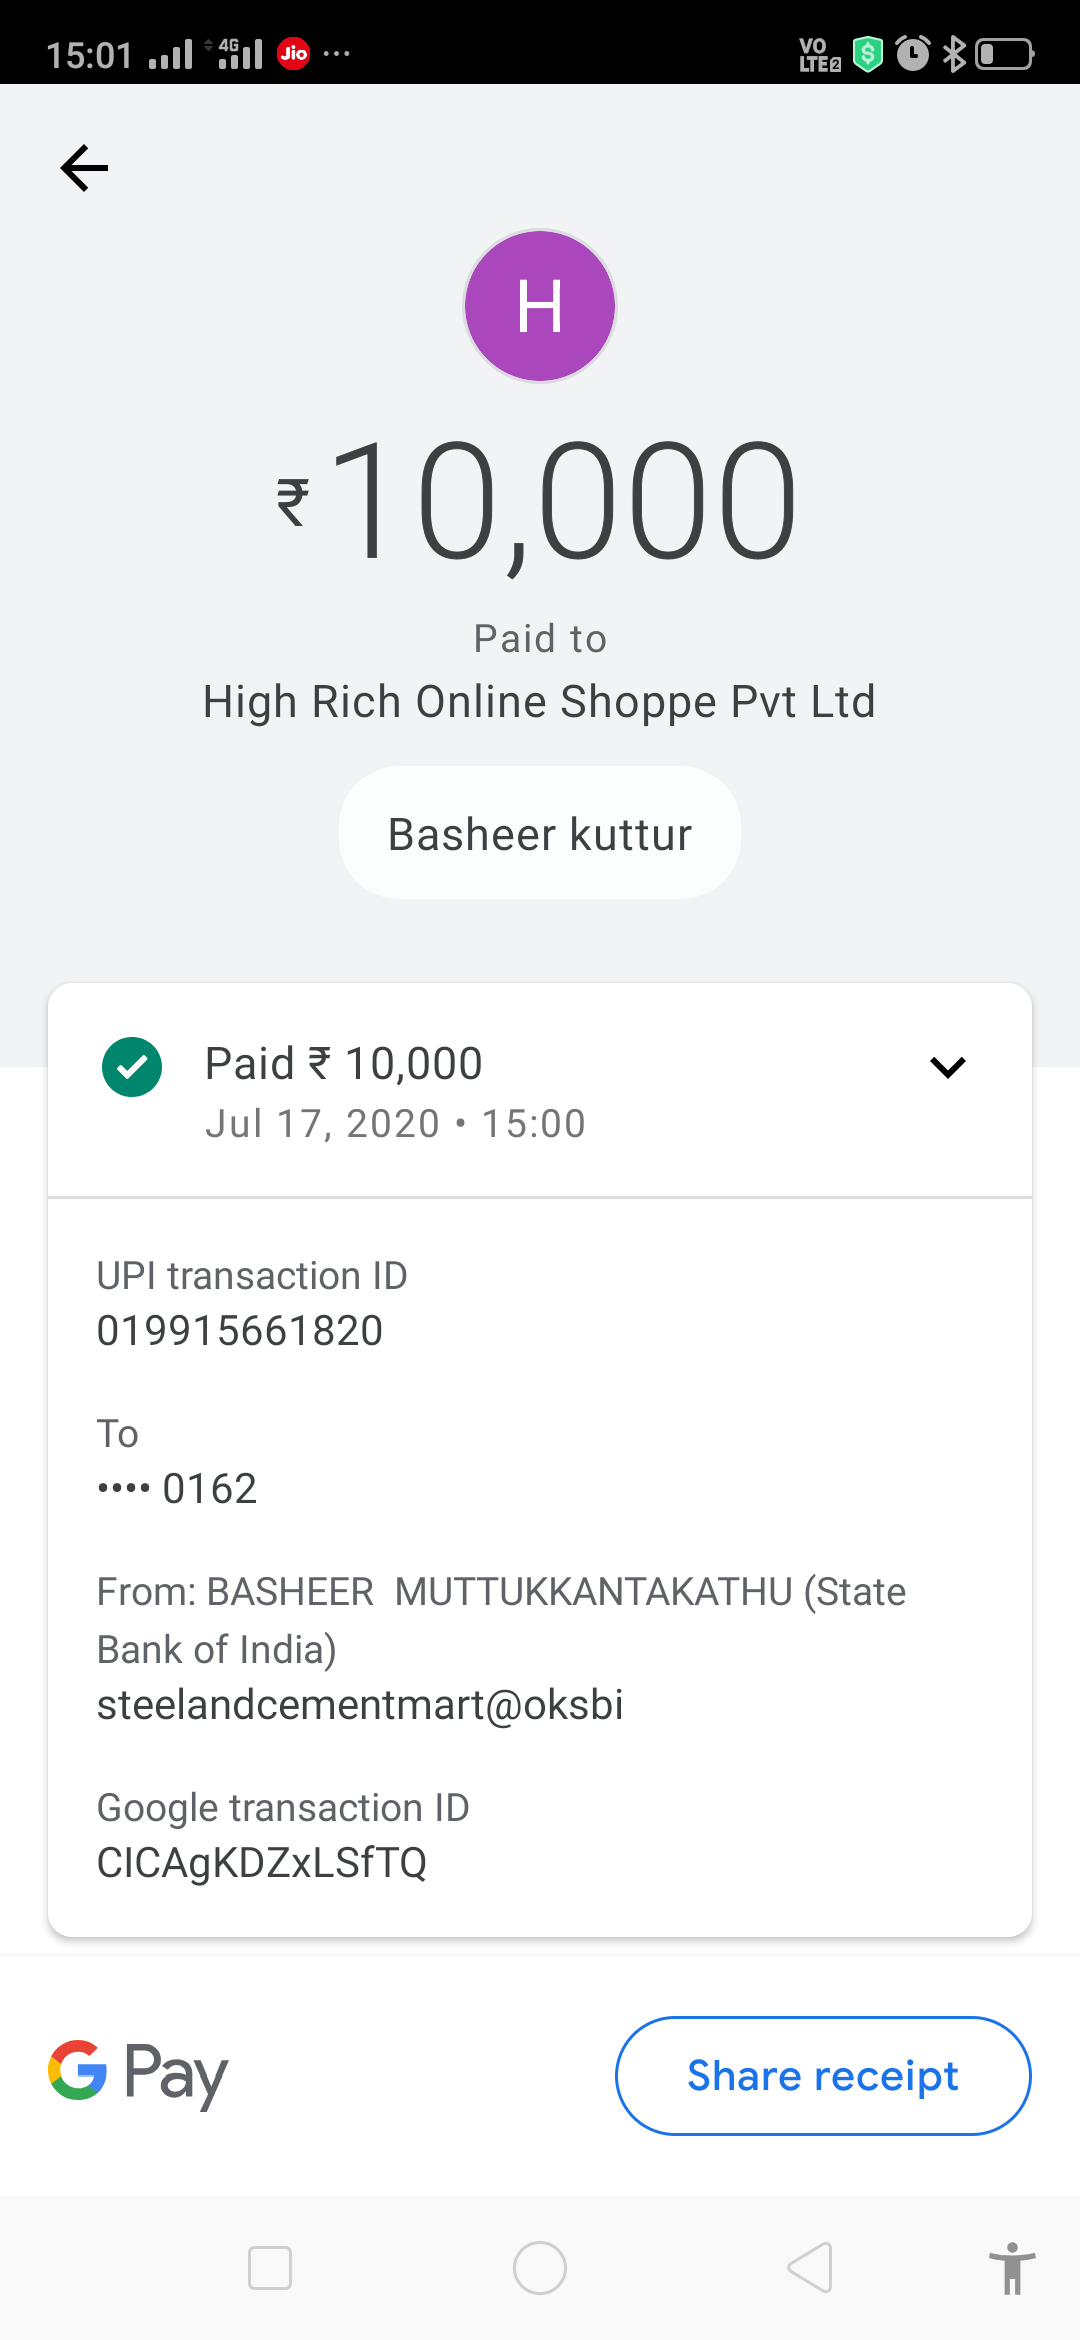 15:01 4G Jio ... VO LTE 2 $
H
₹10,000
Paid to
High Rich Online Shoppe Pvt Ltd
Basheer kuttur
Paid ₹ 10,000
Jul 17, 2020 • 15:00
UPI transaction ID
019915661820
To
•••• 0162
From: BASHEER  MUTTUKKANTAKATHU (State
Bank of India)
steelandcementmart@oksbi
Google transaction ID
CICAgKDZxLSfTQ
G Pay
Share receipt